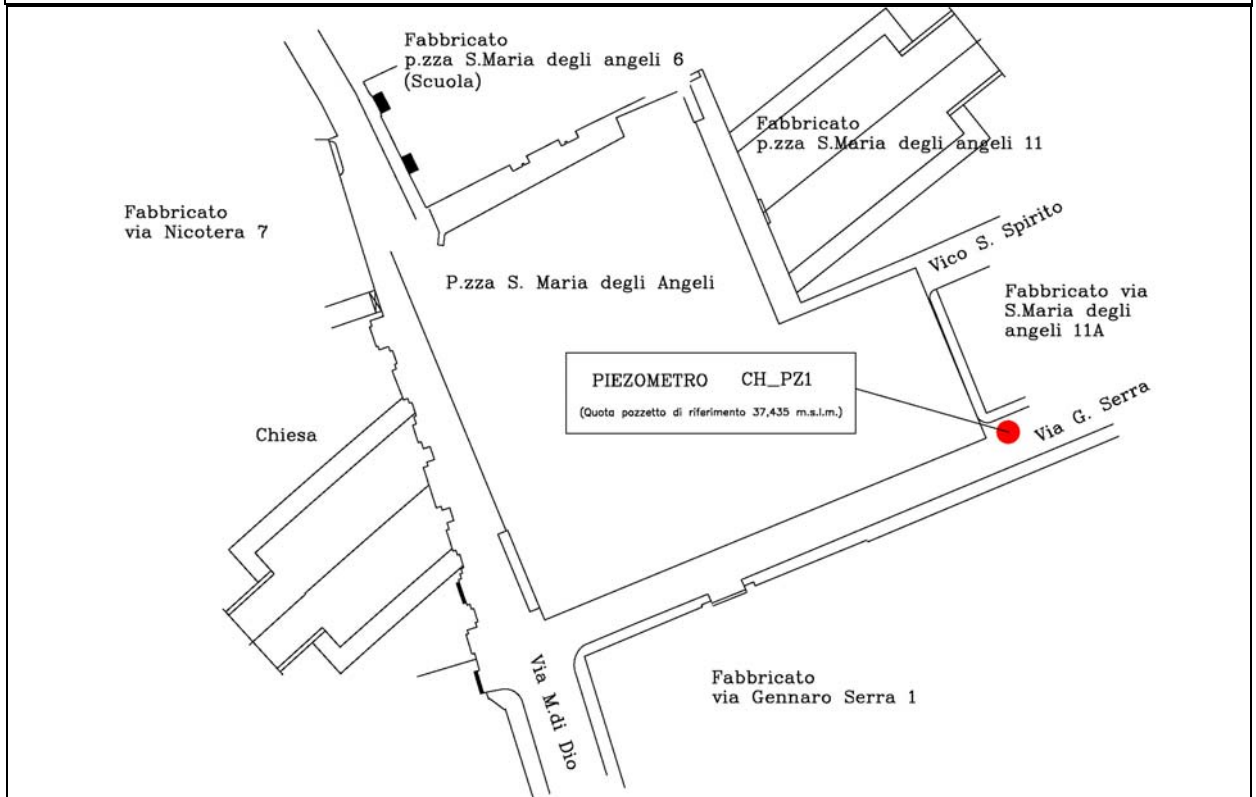 Fabbricato
p.zza S.Maria degli angeli 6
(Scuola)
Fabbricato
p.zza S.Maria degli angeli 11
Fabbricato
via Nicotera 7
Vico S. Spirito
P.zza S. Maria degli Angeli
Fabbricato via
S.Maria degli
angeli 11A
PIEZOMETRO CH_PZ1
(Quota pozzetto di riferimento 37,435 m.s.l.m.)
Via G. Serra
Chiesa
Via M.di Dio
Fabbricato
via Gennaro Serra 1